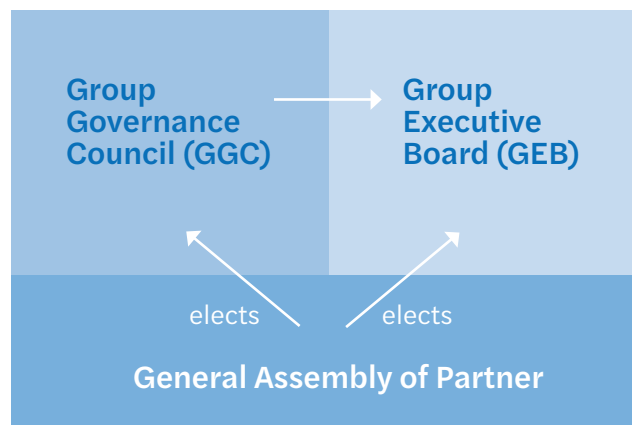 Group
Governance
Council (GGC)
Group
Executive
Board (GEB)
elects
elects
General Assembly of Partner